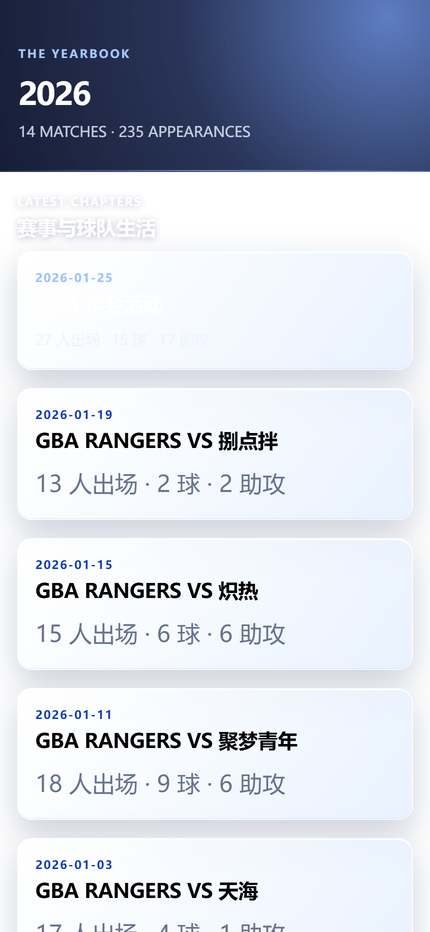 THE YEARBOOK
2026
14 MATCHES · 235 APPEARANCES
LATEST CHAPTERS
赛事与球队生活
2026-01-25
27 人出场 · 15 球 · 17 助攻
2026-01-19
GBA RANGERS VS 捌点拌
13 人出场 · 2 球 · 2 助攻
2026-01-15
GBA RANGERS VS 炽热
15 人出场 · 6 球 · 6 助攻
2026-01-11
GBA RANGERS VS 聚梦青年
18 人出场 · 9 球 · 6 助攻
2026-01-03
GBA RANGERS VS 天海
17 人出场 · 4 球 · 1 助攻